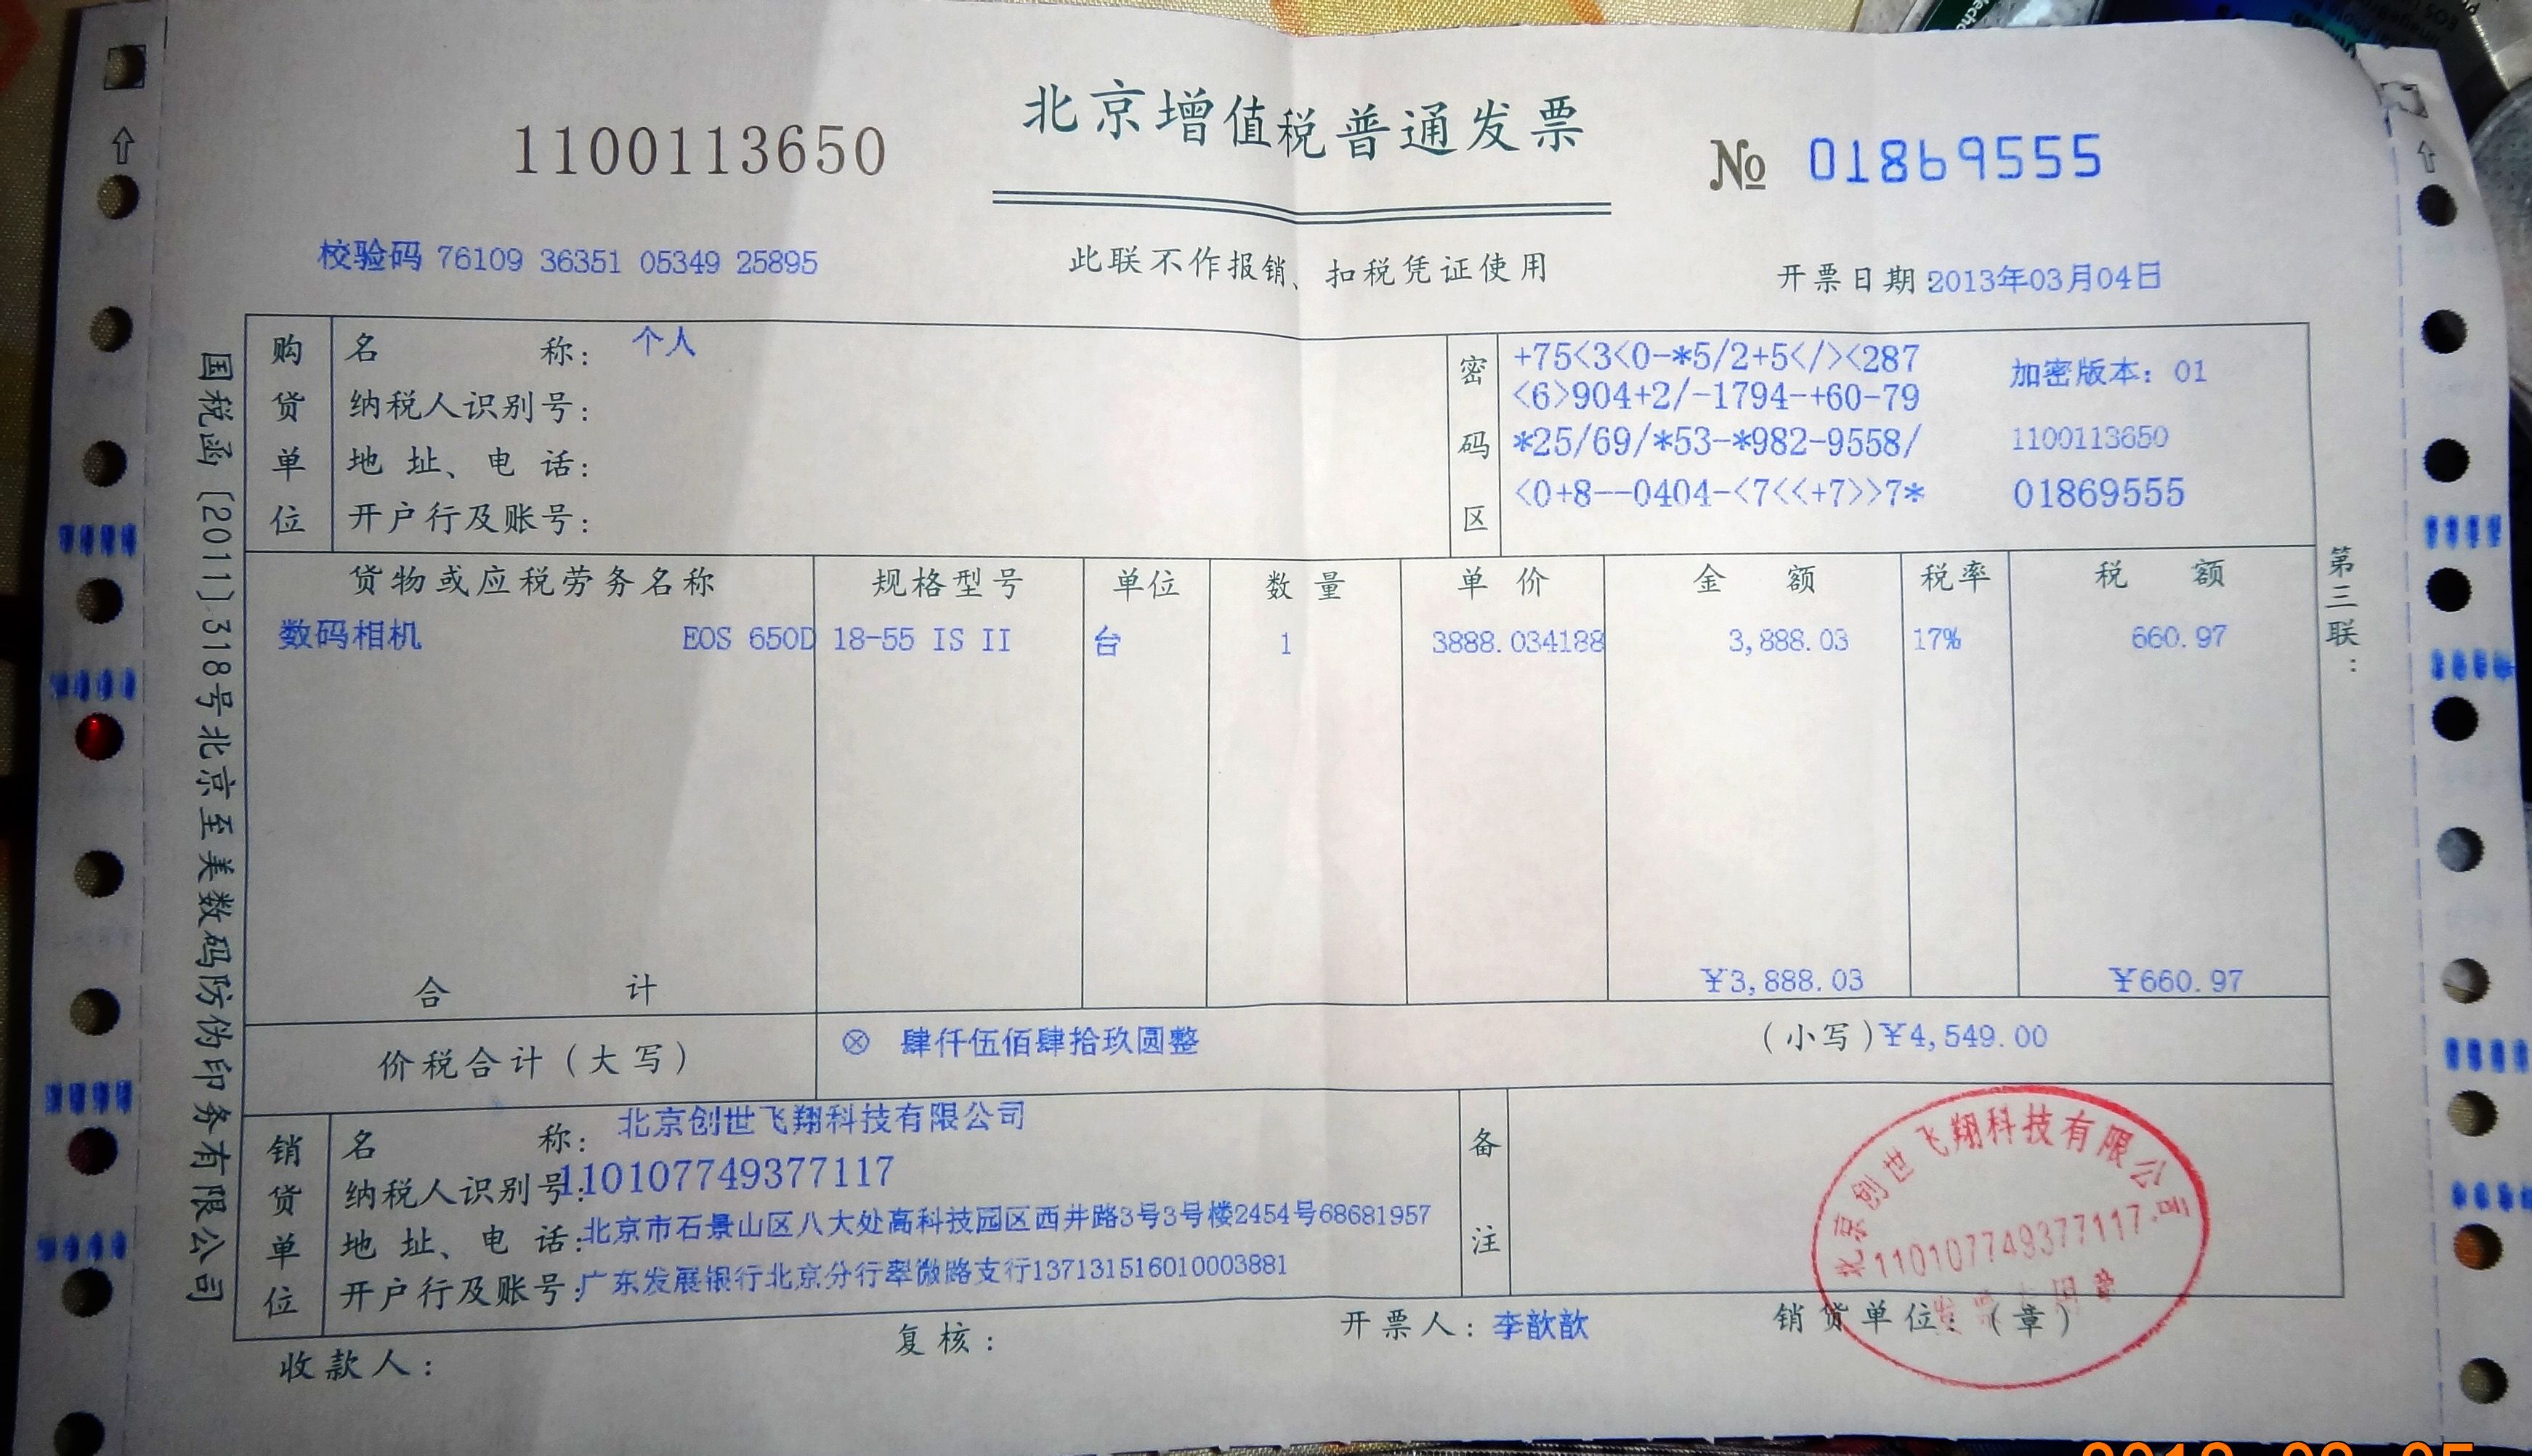 北京增值税普通发票
1100113650
№ 01869555
校验码 76109 36351 05349 25895
此联不作报销、扣税凭证使用
开票日期 2013年03月04日
国税函[2011]318号北京至美数码防伪印务有限公司
购货单位
名称：个人
纳税人识别号：
地址、电话：
开户行及账号：
密码区
+75<3<0-*5/2+5</><287
<6>904+2/-1794-+60-79
*25/69/*53-*982-9558/
<0+8--0404-<7<<+7>>7*
加密版本：01
1100113650
01869555
第三联：
货物或应税劳务名称 规格型号 单位 数量 单价 金额 税率 税额
数码相机 EOS 650D 18-55 IS II 台 1 3888.034188 3,888.03 17% 660.97
合计 ¥3,888.03 ¥660.97
价税合计（大写） ⊗ 肆仟伍佰肆拾玖圆整 （小写）¥4,549.00
销货单位
名称：北京创世飞翔科技有限公司
纳税人识别号：110107749377117
地址、电话：北京市石景山区八大处高科技园区西井路3号3号楼2454号68681957
开户行及账号：广东发展银行北京分行翠微路支行137131516010003881
备注
北京创世飞翔科技有限公司
110107749377117
发票专用章
收款人：
复核：
开票人：李歆歆
销货单位：（章）